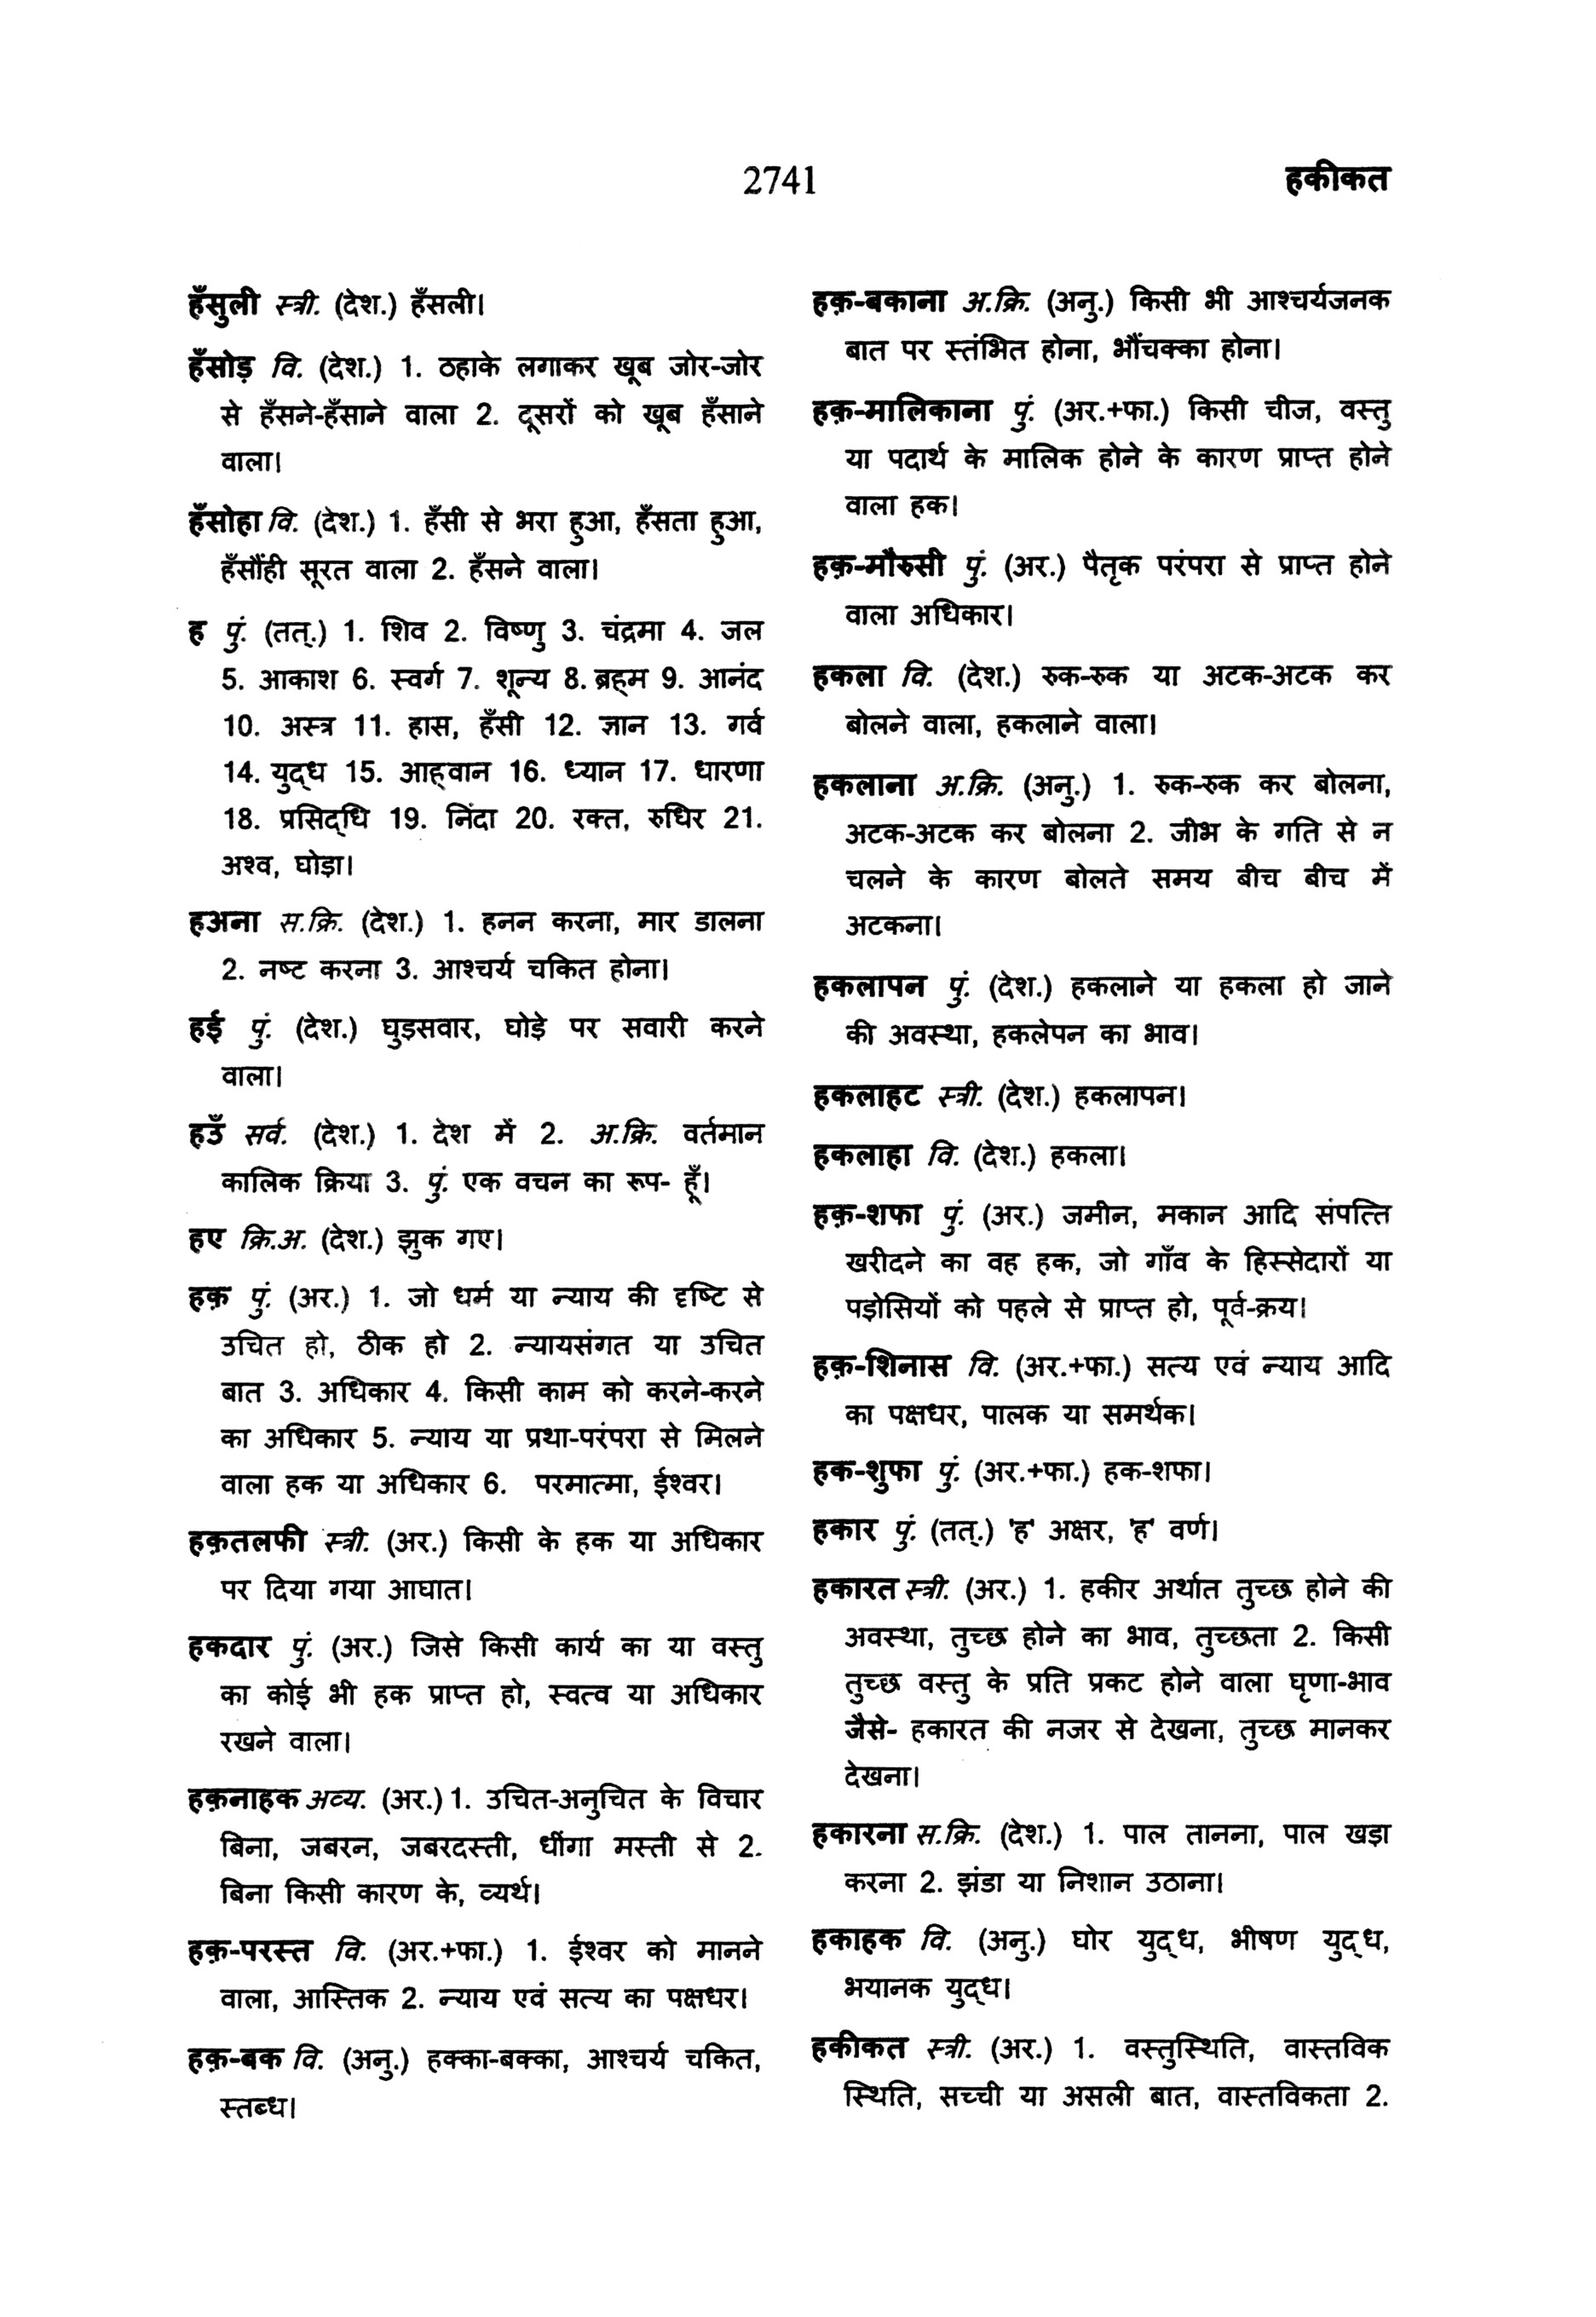 2741
हकीकत
हँसुली स्त्री. (देश.) हँसली।
हँसोड़ वि. (देश.) 1. ठहाके लगाकर खूब जोर-जोर
से हँसने-हँसाने वाला 2. दूसरों को खूब हँसाने
वाला।
हँसोहा वि. (देश.) 1. हँसी से भरा हुआ, हँसता हुआ,
हँसौंही सूरत वाला 2. हँसने वाला।
ह पुं. (तत्.) 1. शिव 2. विष्णु 3. चंद्रमा 4. जल
5. आकाश 6. स्वर्ग 7. शून्य 8. ब्रह्म 9. आनंद
10. अस्त्र 11. हास, हँसी 12. ज्ञान 13. गर्व
14. युद्ध 15. आह्वान 16. ध्यान 17. धारणा
18. प्रसिद्धि 19. निंदा 20. रक्त, रुधिर 21.
अश्व, घोड़ा।
हअना स.क्रि. (देश.) 1. हनन करना, मार डालना
2. नष्ट करना 3. आश्चर्य चकित होना।
हई पुं. (देश.) घुड़सवार, घोड़े पर सवारी करने
वाला।
हउँ सर्व. (देश.) 1. देश में 2. अ.क्रि. वर्तमान
कालिक क्रिया 3. पुं. एक वचन का रूप- हूँ।
हए क्रि.अ. (देश.) झुक गए।
हक़ पुं. (अर.) 1. जो धर्म या न्याय की दृष्टि से
उचित हो, ठीक हो 2. न्यायसंगत या उचित
बात 3. अधिकार 4. किसी काम को करने-करने
का अधिकार 5. न्याय या प्रथा-परंपरा से मिलने
वाला हक या अधिकार 6. परमात्मा, ईश्वर।
हक़तलफी स्त्री. (अर.) किसी के हक या अधिकार
पर दिया गया आघात।
हकदार पुं. (अर.) जिसे किसी कार्य का या वस्तु
का कोई भी हक प्राप्त हो, स्वत्व या अधिकार
रखने वाला।
हक़नाहक अव्य. (अर.) 1. उचित-अनुचित के विचार
बिना, जबरन, जबरदस्ती, धींगा मस्ती से 2.
बिना किसी कारण के, व्यर्थ।
हक़-परस्त वि. (अर.+फा.) 1. ईश्वर को मानने
वाला, आस्तिक 2. न्याय एवं सत्य का पक्षधर।
हक़-बक वि. (अनु.) हक्का-बक्का, आश्चर्य चकित,
स्तब्ध।
हक़-बकाना अ.क्रि. (अनु.) किसी भी आश्चर्यजनक
बात पर स्तंभित होना, भौंचक्का होना।
हक़-मालिकाना पुं. (अर.+फा.) किसी चीज, वस्तु
या पदार्थ के मालिक होने के कारण प्राप्त होने
वाला हक।
हक़-मौरुसी पुं. (अर.) पैतृक परंपरा से प्राप्त होने
वाला अधिकार।
हकला वि. (देश.) रुक-रुक या अटक-अटक कर
बोलने वाला, हकलाने वाला।
हकलाना अ.क्रि. (अनु.) 1. रुक-रुक कर बोलना,
अटक-अटक कर बोलना 2. जीभ के गति से न
चलने के कारण बोलते समय बीच बीच में
अटकना।
हकलापन पुं. (देश.) हकलाने या हकला हो जाने
की अवस्था, हकलेपन का भाव।
हकलाहट स्त्री. (देश.) हकलापन।
हकलाहा वि. (देश.) हकला।
हक़-शफा पुं. (अर.) जमीन, मकान आदि संपत्ति
खरीदने का वह हक, जो गाँव के हिस्सेदारों या
पड़ोसियों को पहले से प्राप्त हो, पूर्व-क्रय।
हक़-शिनास वि. (अर.+फा.) सत्य एवं न्याय आदि
का पक्षधर, पालक या समर्थक।
हक-शुफा पुं. (अर.+फा.) हक-शफा।
हकार पुं. (तत्.) 'ह' अक्षर, 'ह' वर्ण।
हकारत स्त्री. (अर.) 1. हकीर अर्थात तुच्छ होने की
अवस्था, तुच्छ होने का भाव, तुच्छता 2. किसी
तुच्छ वस्तु के प्रति प्रकट होने वाला घृणा-भाव
जैसे- हकारत की नजर से देखना, तुच्छ मानकर
देखना।
हकारना स.क्रि. (देश.) 1. पाल तानना, पाल खड़ा
करना 2. झंडा या निशान उठाना।
हकाहक वि. (अनु.) घोर युद्ध, भीषण युद्ध,
भयानक युद्ध।
हकीकत स्त्री. (अर.) 1. वस्तुस्थिति, वास्तविक
स्थिति, सच्ची या असली बात, वास्तविकता 2.